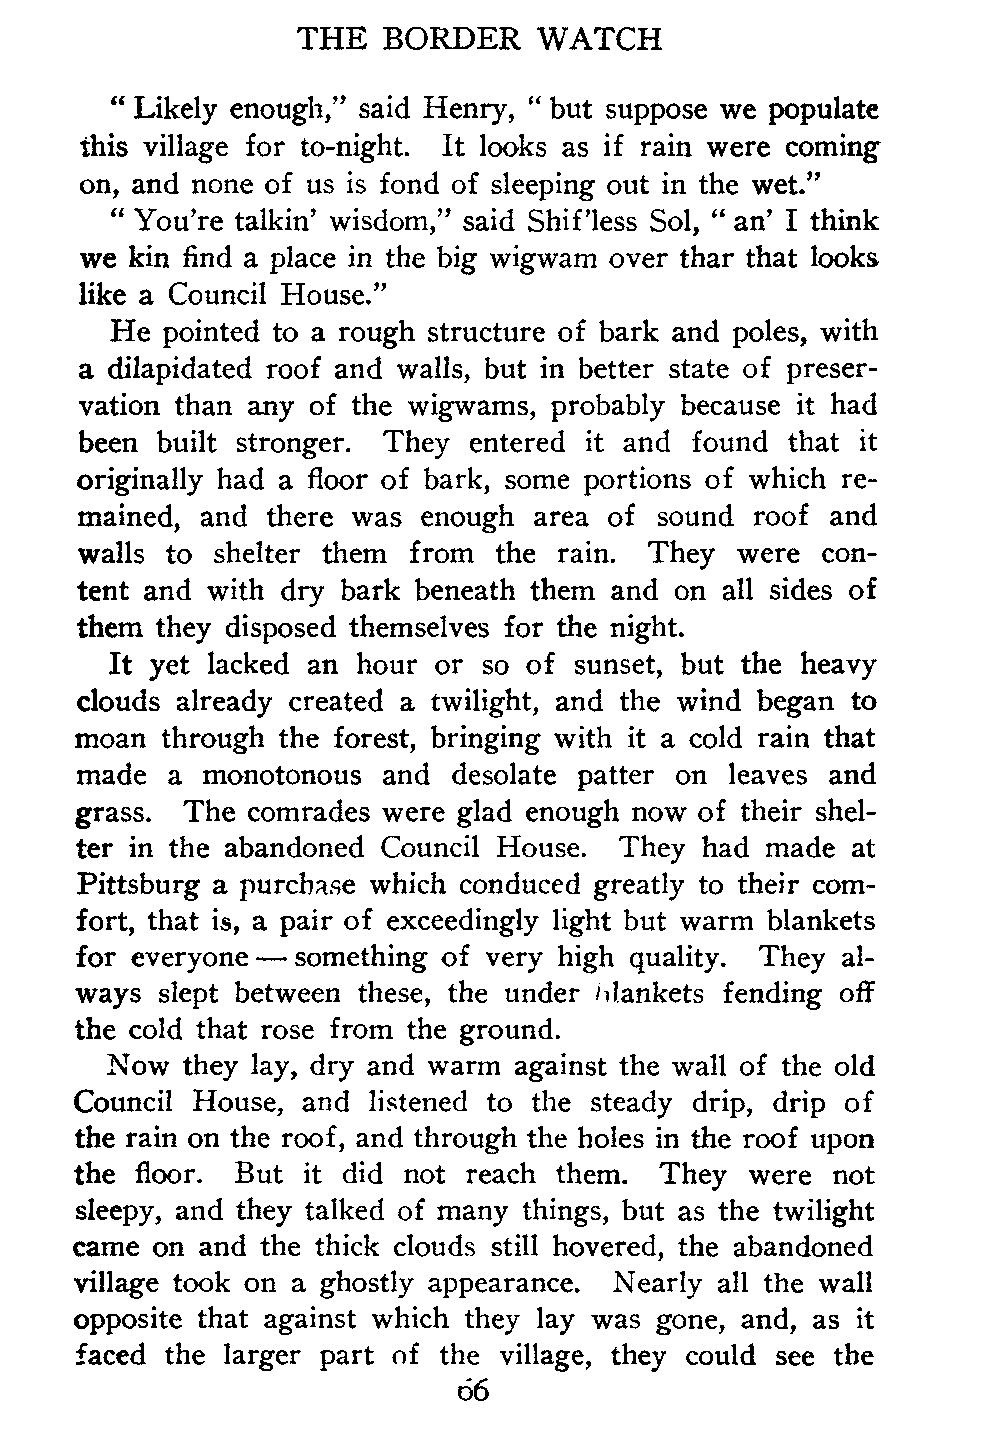 THE BORDER WATCH
“ Likely enough,” said Henry, “ but suppose we populate
this village for to-night. It looks as if rain were coming
on, and none of us is fond of sleeping out in the wet.”
“ You're talkin' wisdom,” said Shif'less Sol, “ an' I think
we kin find a place in the big wigwam over thar that looks
like a Council House.”
He pointed to a rough structure of bark and poles, with
a dilapidated roof and walls, but in better state of preser-
vation than any of the wigwams, probably because it had
been built stronger. They entered it and found that it
originally had a floor of bark, some portions of which re-
mained, and there was enough area of sound roof and
walls to shelter them from the rain. They were con-
tent and with dry bark beneath them and on all sides of
them they disposed themselves for the night.
It yet lacked an hour or so of sunset, but the heavy
clouds already created a twilight, and the wind began to
moan through the forest, bringing with it a cold rain that
made a monotonous and desolate patter on leaves and
grass. The comrades were glad enough now of their shel-
ter in the abandoned Council House. They had made at
Pittsburg a purchase which conduced greatly to their com-
fort, that is, a pair of exceedingly light but warm blankets
for everyone — something of very high quality. They al-
ways slept between these, the under blankets fending off
the cold that rose from the ground.
Now they lay, dry and warm against the wall of the old
Council House, and listened to the steady drip, drip of
the rain on the roof, and through the holes in the roof upon
the floor. But it did not reach them. They were not
sleepy, and they talked of many things, but as the twilight
came on and the thick clouds still hovered, the abandoned
village took on a ghostly appearance. Nearly all the wall
opposite that against which they lay was gone, and, as it
faced the larger part of the village, they could see the
66